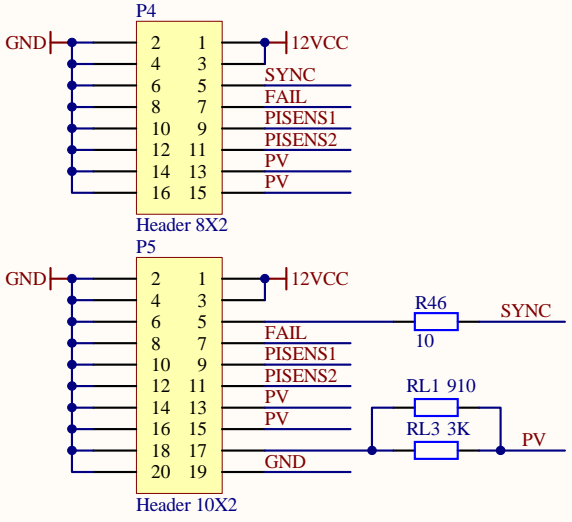 P4
GND 2 1 12VCC
4 3
6 5 SYNC
8 7 FAIL
10 9 PISENS1
12 11 PISENS2
14 13 PV
16 15 PV
Header 8X2
P5
GND 2 1 12VCC
4 3
R46
6 5 SYNC
10
8 7 FAIL
10 9 PISENS1
12 11 PISENS2
RL1 910
14 13 PV
16 15 PV
RL3 3K
18 17 PV
20 19 GND
Header 10X2